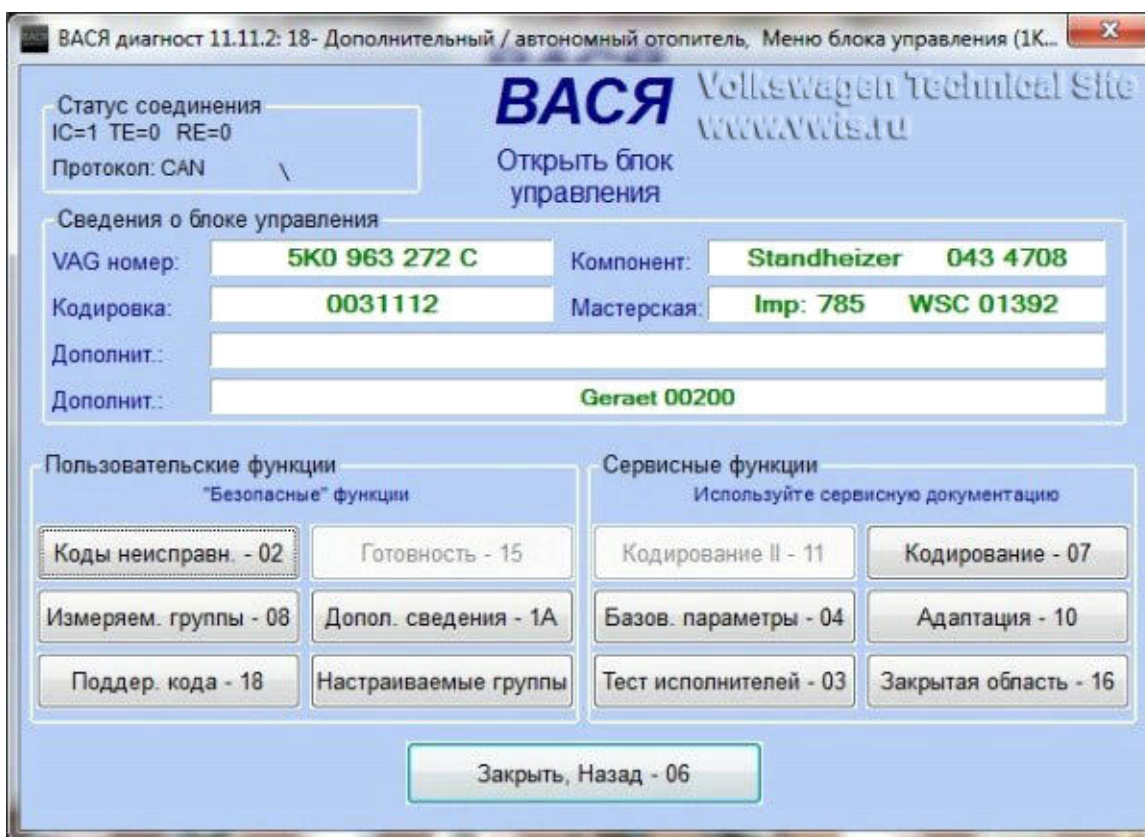 ВАСЯ диагност 11.11.2: 18- Дополнительный / автономный отопитель, Меню блока управления (1K...
Статус соединения
IC=1 TE=0 RE=0
Протокол: CAN \
ВАСЯ
Открыть блок
управления
Volkswagen Technical Site
www.vwts.ru
Сведения о блоке управления
VAG номер: 5K0 963 272 C Компонент: Standheizer 043 4708
Кодировка: 0031112 Мастерская: Imp: 785 WSC 01392
Дополнит.:
Дополнит.: Geraet 00200
Пользовательские функции
"Безопасные" функции
Коды неисправн. - 02 Готовность - 15
Измеряем. группы - 08 Допол. сведения - 1A
Поддер. кода - 18 Настраиваемые группы
Сервисные функции
Используйте сервисную документацию
Кодирование II - 11 Кодирование - 07
Базов. параметры - 04 Адаптация - 10
Тест исполнителей - 03 Закрытая область - 16
Закрыть, Назад - 06